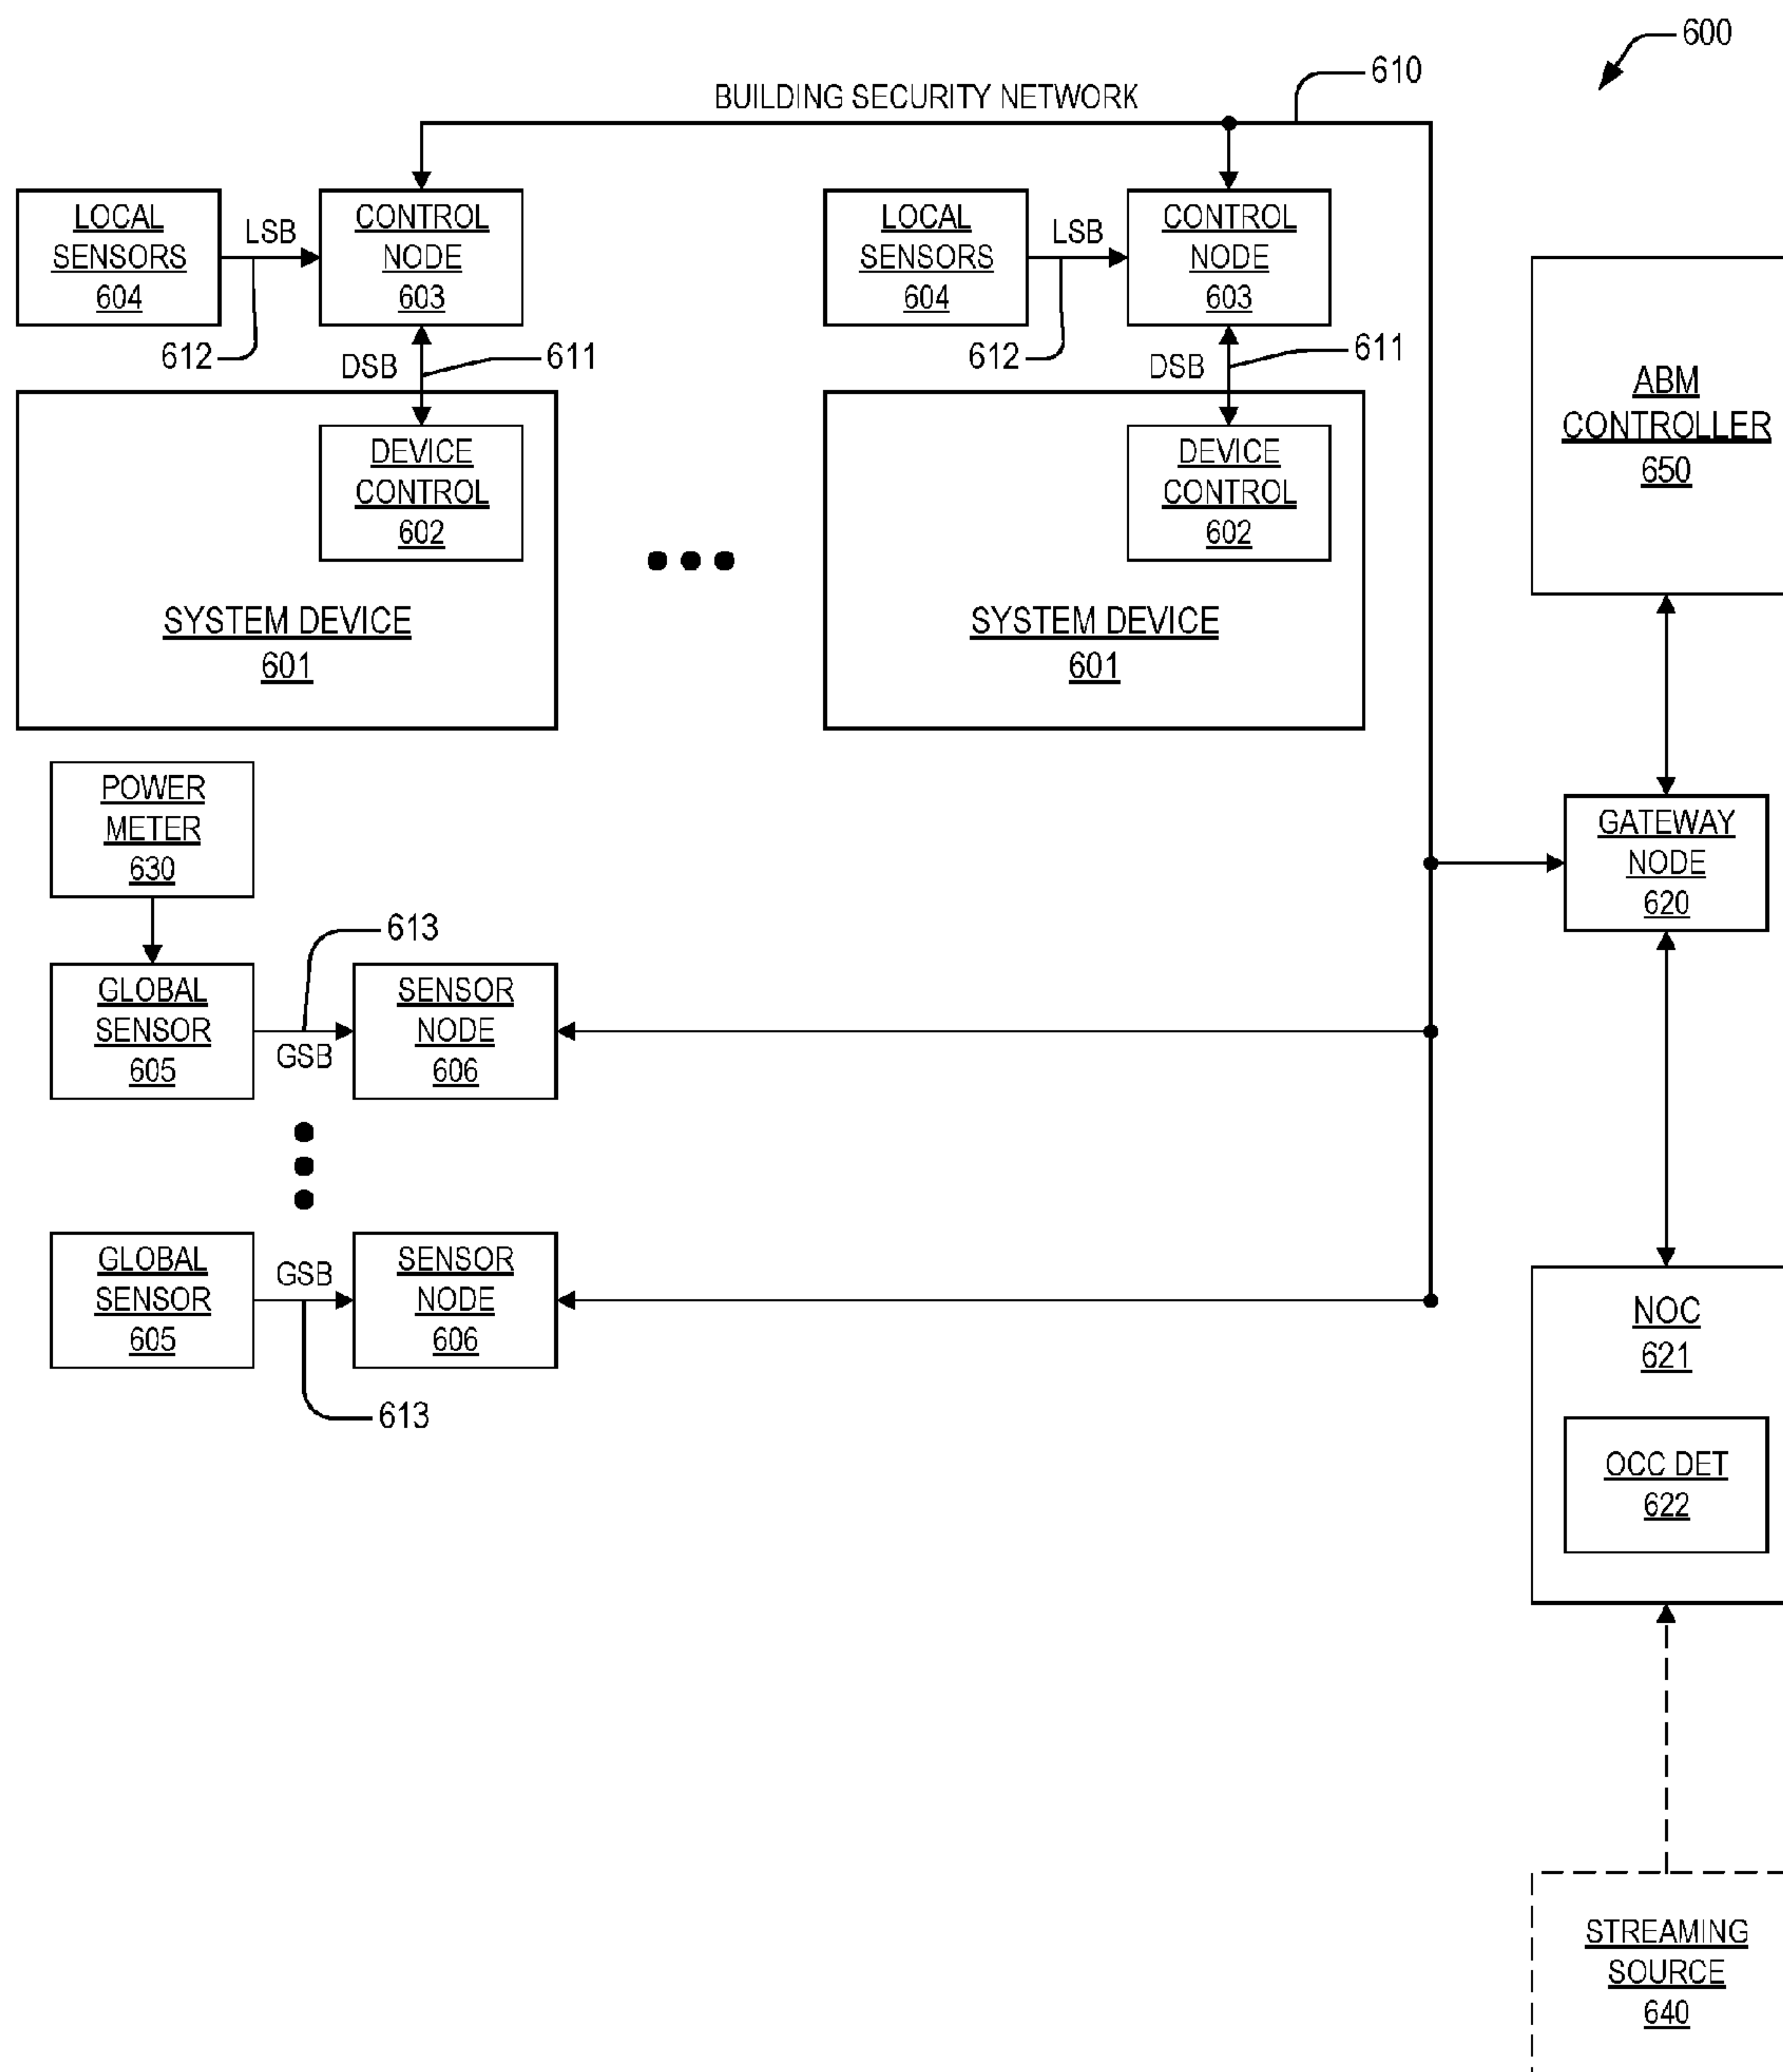 600
610
BUILDING SECURITY NETWORK
LOCAL
SENSORS
604
LSB
612
CONTROL
NODE
603
DSB
611
DEVICE
CONTROL
602
SYSTEM DEVICE
601
LOCAL
SENSORS
604
LSB
612
CONTROL
NODE
603
DSB
611
DEVICE
CONTROL
602
SYSTEM DEVICE
601
ABM
CONTROLLER
650
POWER
METER
630
GATEWAY
NODE
620
613
GLOBAL
SENSOR
605
GSB
SENSOR
NODE
606
GLOBAL
SENSOR
605
GSB
SENSOR
NODE
606
613
NOC
621
OCC DET
622
STREAMING
SOURCE
640